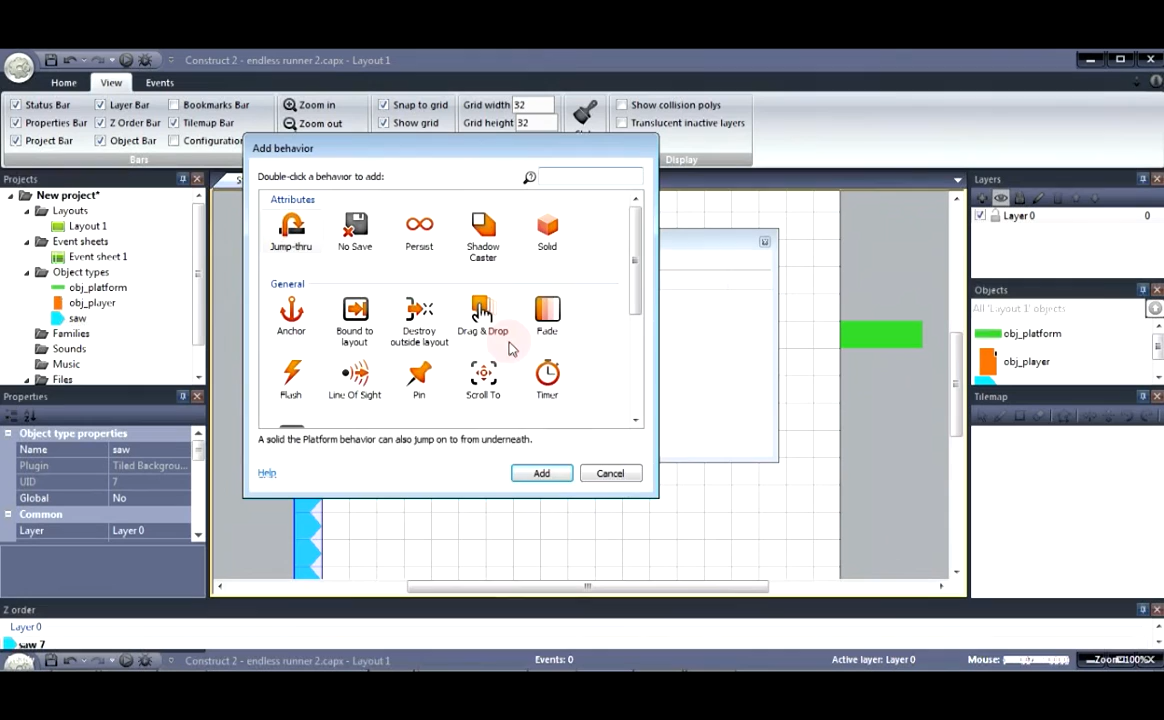 Construct 2 - endless runner 2.capx - Layout 1
Home View Events
Status Bar Layer Bar Bookmarks Bar Zoom in Snap to grid Grid width 32 Show collision polys
Properties Bar Z Order Bar Tilemap Bar Zoom out Show grid Grid height 32 Translucent inactive layers
Project Bar Object Bar
Bars Display
Add behavior
Double-click a behavior to add:
Attributes
Jump-thru No Save Persist Shadow Caster Solid
General
Anchor Bound to layout Destroy outside layout Drag & Drop Fade
Flash Line Of Sight Pin Scroll To Timer
A solid the Platform behavior can also jump on to from underneath.
Help Add Cancel
Projects
New project*
Layouts
Layout 1
Event sheets
Event sheet 1
Object types
obj_platform
obj_player
saw
Families
Sounds
Music
Files
Properties
Object type properties
Name saw
Plugin Tiled Backgrou...
UID 7
Global No
Common
Layer Layer 0
Layers
Layer 0 0
Objects
All 'Layout 1' objects
obj_platform
obj_player
Tilemap
Z order
Layer 0
saw 7
Construct 2 - endless runner 2.capx - Layout 1 Events: 0 Active layer: Layer 0 Mouse: Zoom: 100%